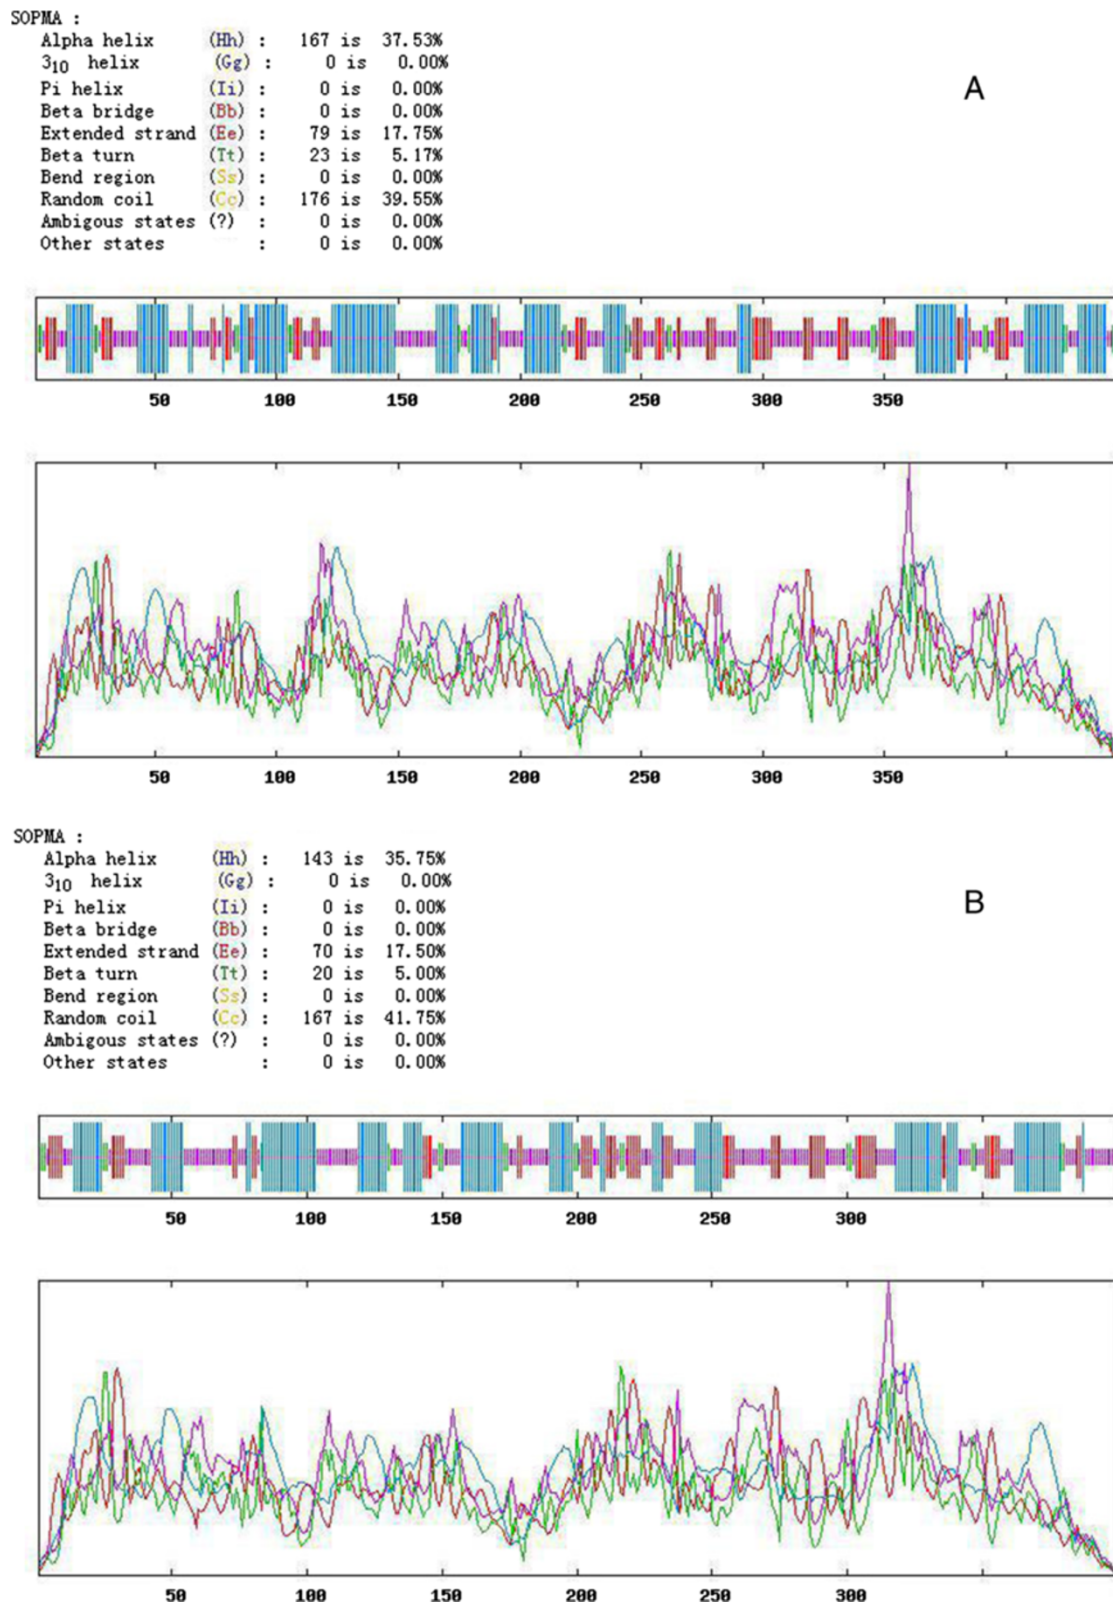 SOPMA :
Alpha helix (Hh) : 167 is 37.53%
3₁₀ helix (Gg) : 0 is 0.00%
Pi helix (Ii) : 0 is 0.00%
Beta bridge (Bb) : 0 is 0.00%
Extended strand (Ee) : 79 is 17.75%
Beta turn (Tt) : 23 is 5.17%
Bend region (Ss) : 0 is 0.00%
Random coil (Cc) : 176 is 39.55%
Ambigous states (?) : 0 is 0.00%
Other states : 0 is 0.00%
A
50 100 150 200 250 300 350
50 100 150 200 250 300 350
SOPMA :
Alpha helix (Hh) : 143 is 35.75%
3₁₀ helix (Gg) : 0 is 0.00%
Pi helix (Ii) : 0 is 0.00%
Beta bridge (Bb) : 0 is 0.00%
Extended strand (Ee) : 70 is 17.50%
Beta turn (Tt) : 20 is 5.00%
Bend region (Ss) : 0 is 0.00%
Random coil (Cc) : 167 is 41.75%
Ambigous states (?) : 0 is 0.00%
Other states : 0 is 0.00%
B
50 100 150 200 250 300
50 100 150 200 250 300